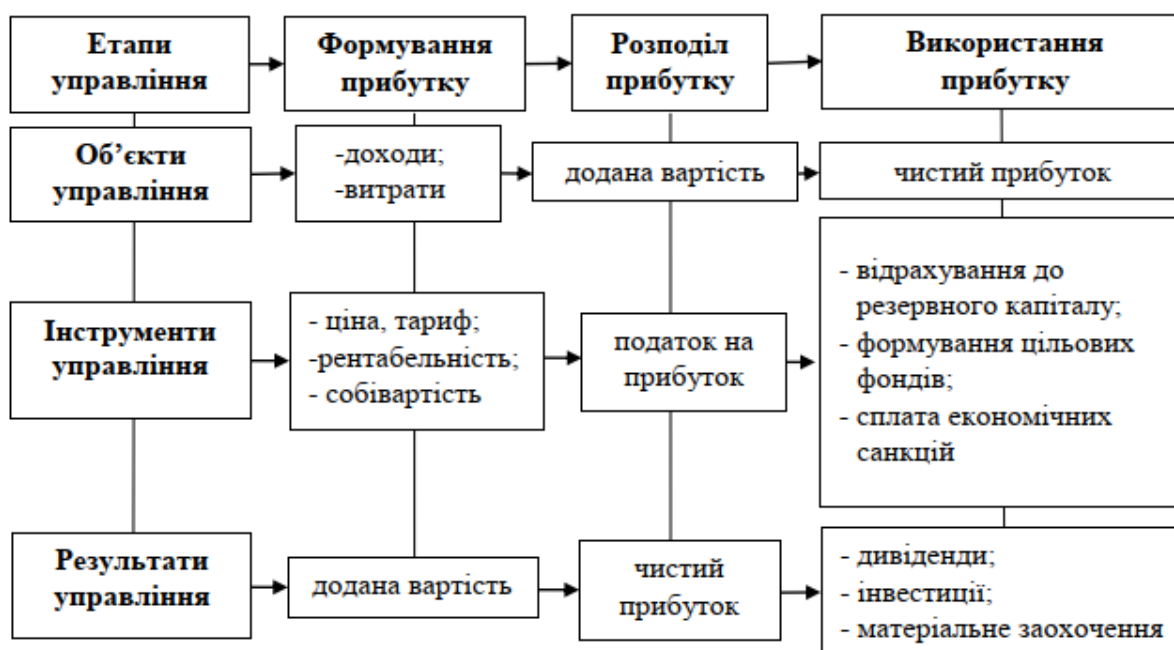 Етапи
управління
Формування
прибутку
Розподіл
прибутку
Використання
прибутку
Об’єкти
управління
-доходи;
-витрати
додана вартість
чистий прибуток
Інструменти
управління
- ціна, тариф;
-рентабельність;
- собівартість
податок на
прибуток
- відрахування до
резервного капіталу;
- формування цільових
фондів;
- сплата економічних
санкцій
Результати
управління
додана вартість
чистий
прибуток
- дивіденди;
- інвестиції;
- матеріальне заохочення